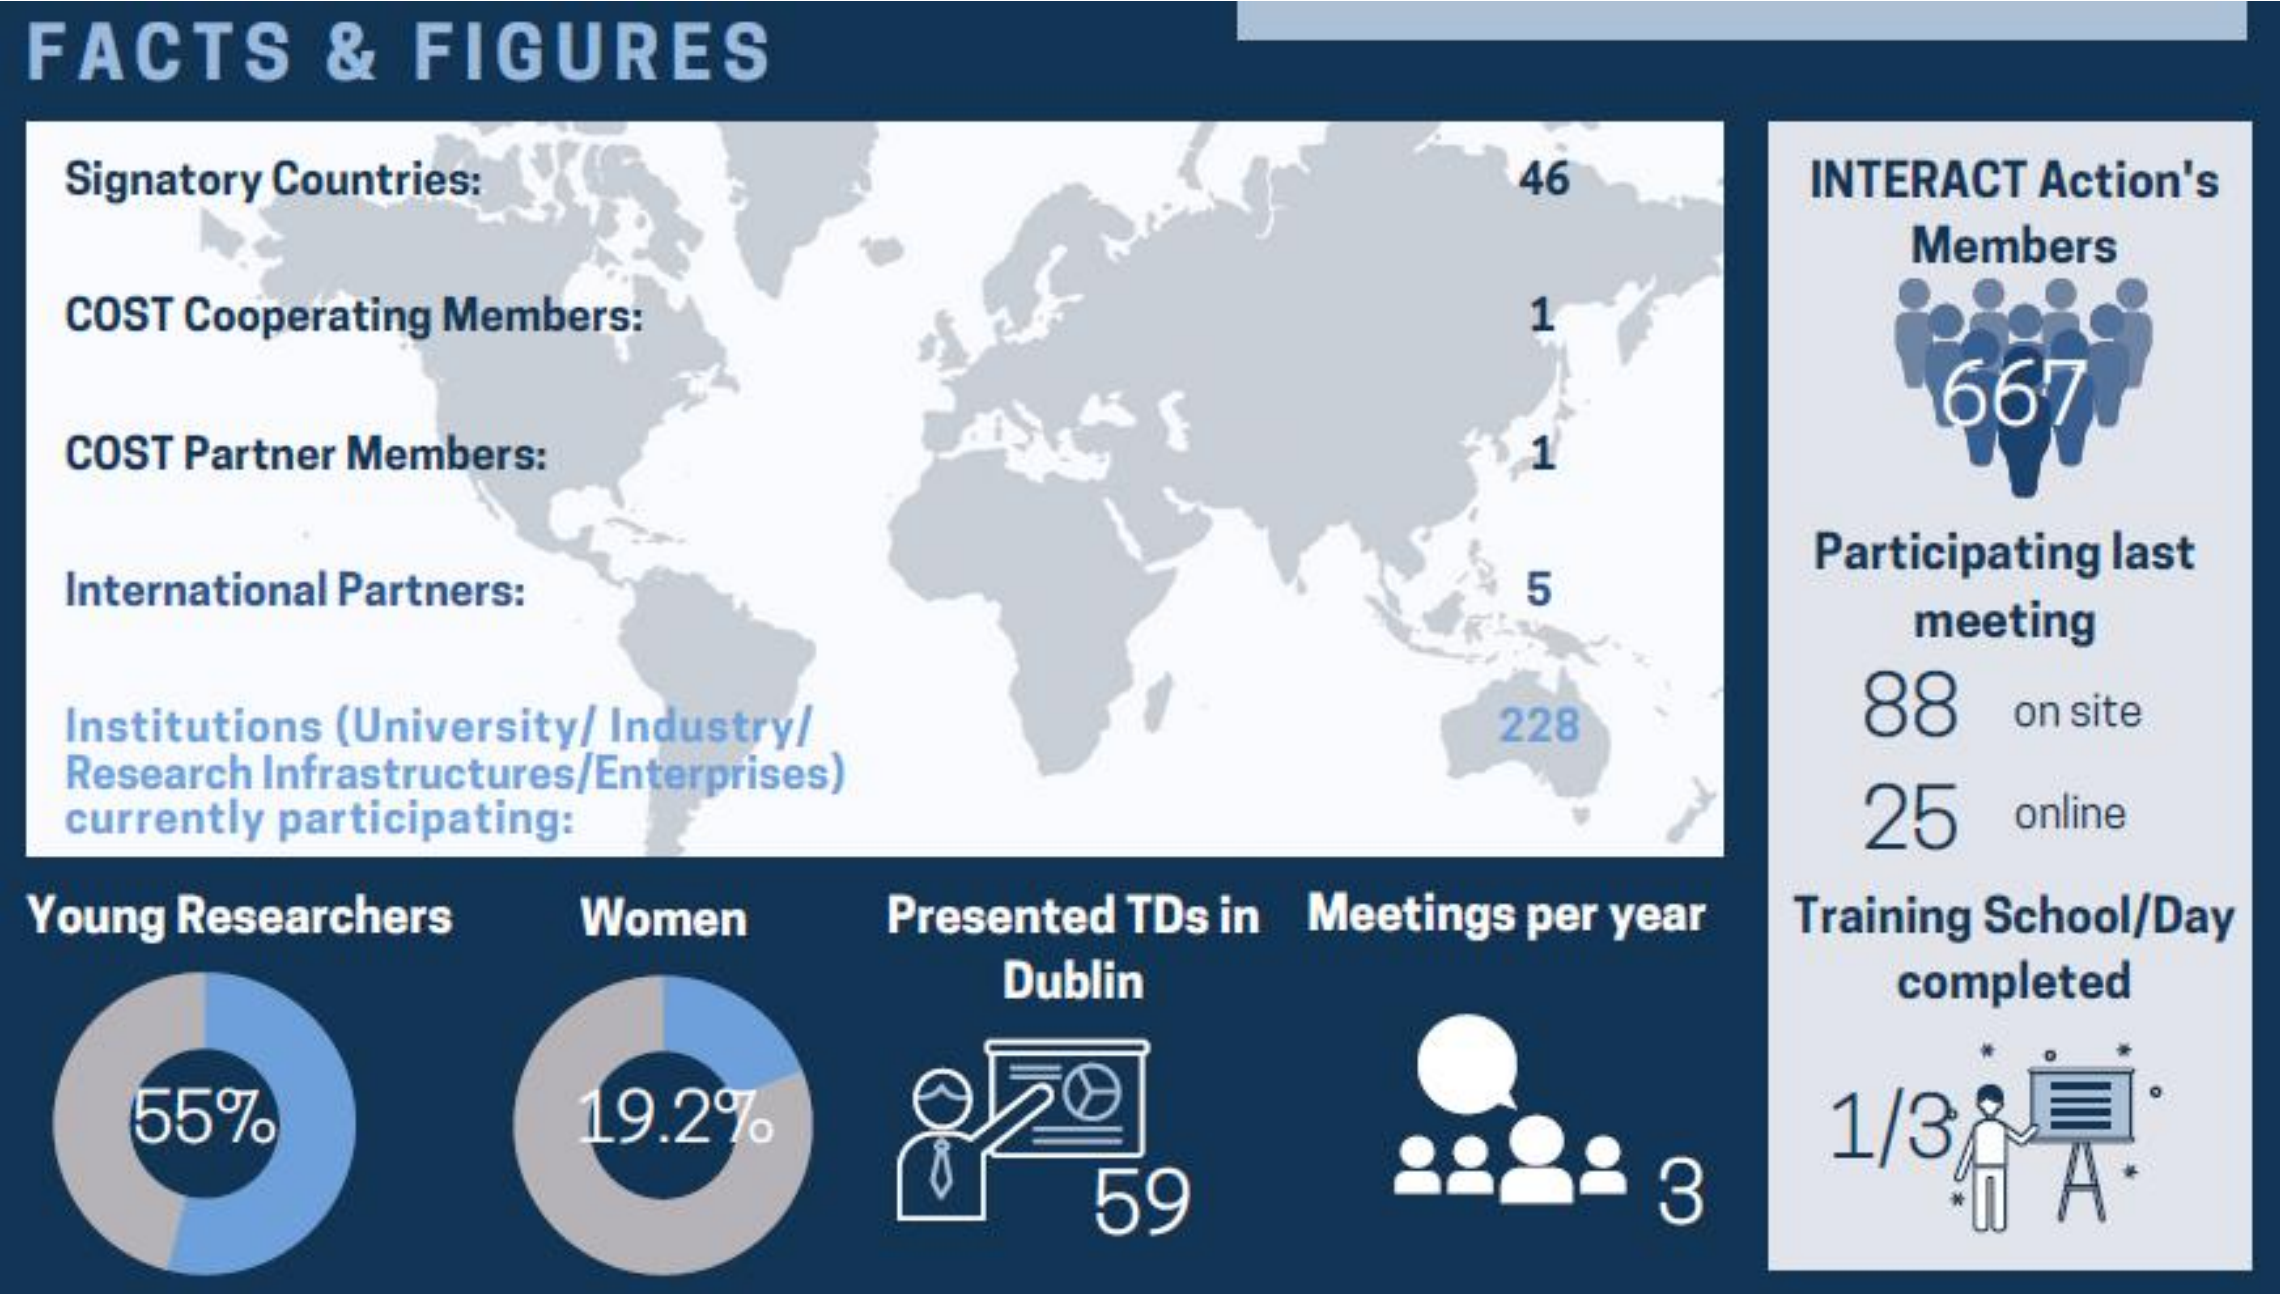 FACTS & FIGURES
Signatory Countries: 46
COST Cooperating Members: 1
COST Partner Members: 1
International Partners: 5
Institutions (University/ Industry/ 228
Research Infrastructures/Enterprises)
currently participating:
Young Researchers
55%
Women
19.2%
Presented TDs in
Dublin
59
Meetings per year
3
INTERACT Action's
Members
667
Participating last
meeting
88 on site
25 online
Training School/Day
completed
1/3